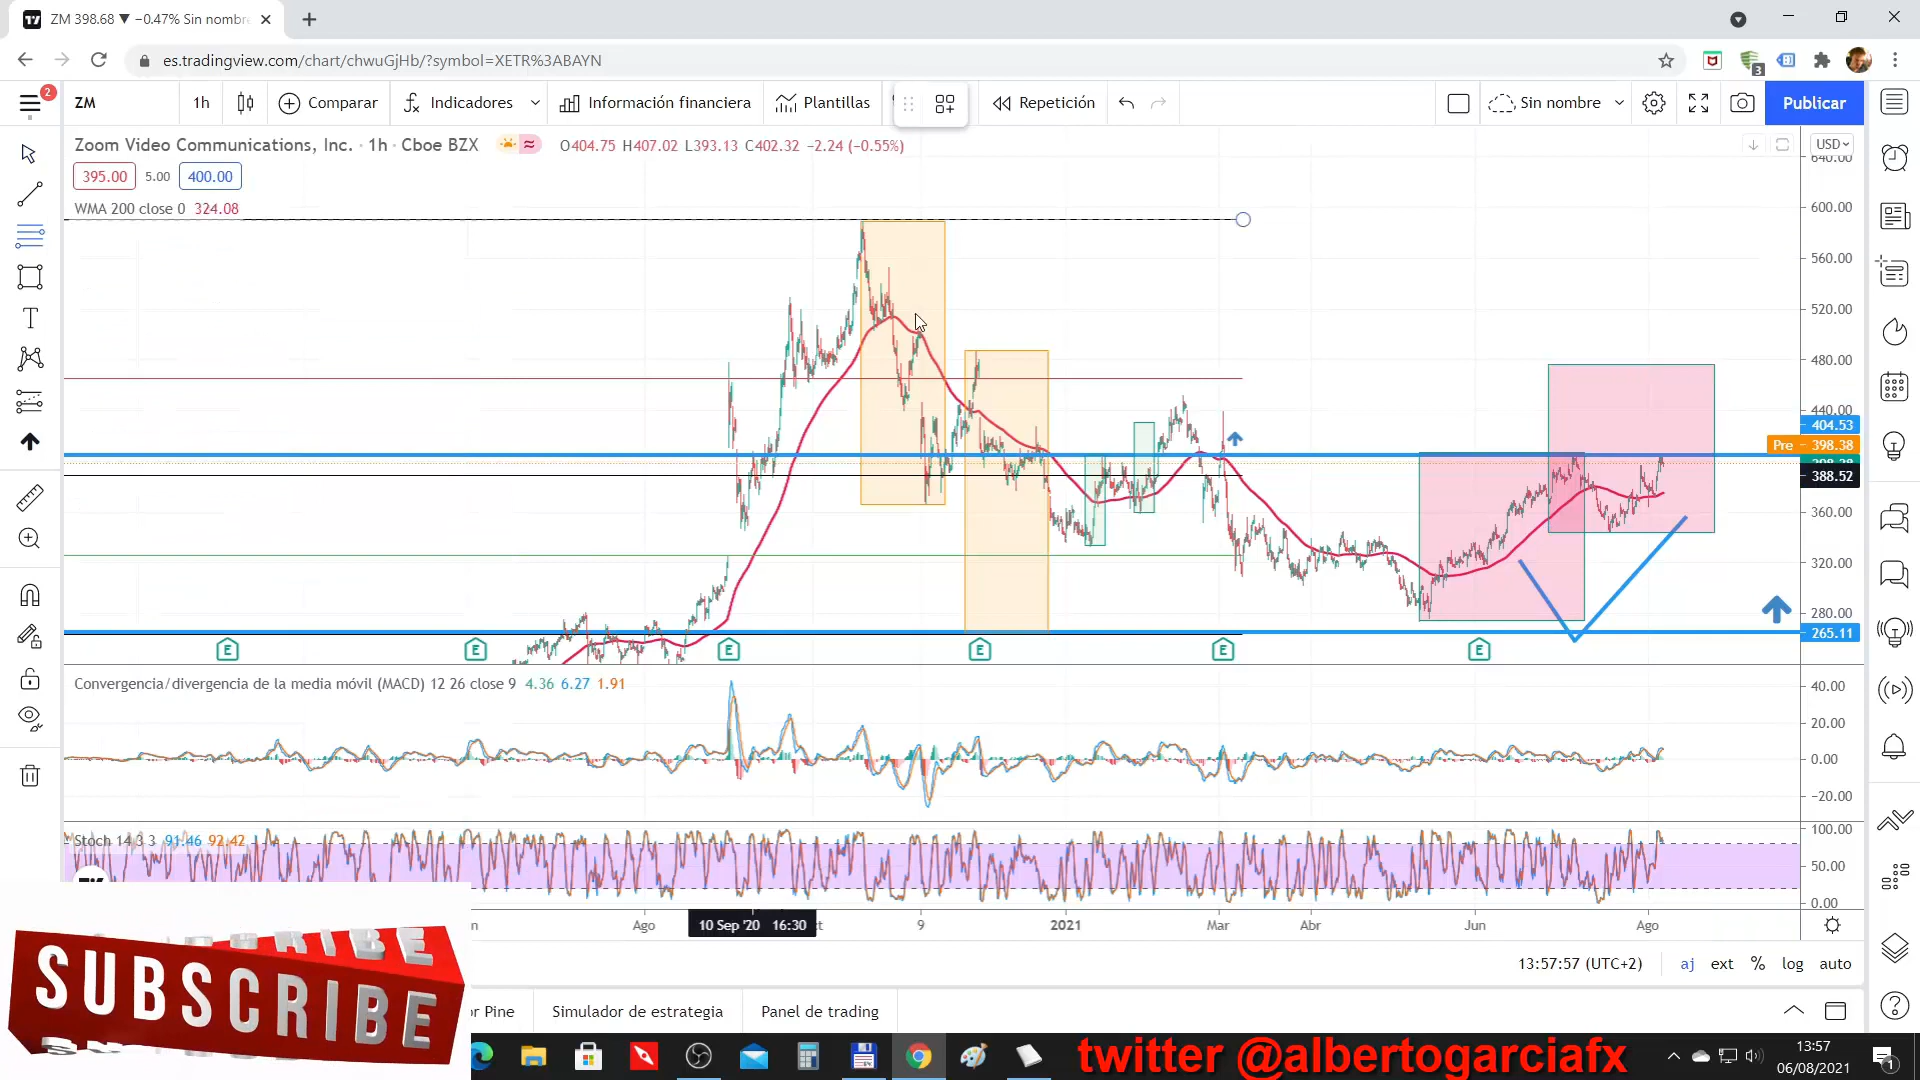 ZM 398.68 ▼ −0.47% Sin nombre
es.tradingview.com/chart/chwuGjHb/?symbol=XETR%3ABAYN
3
2
ZM
1h
Comparar
Indicadores
Información financiera
Plantillas
Repetición
Sin nombre
Publicar
Zoom Video Communications, Inc. · 1h · Cboe BZX
O404.75 H407.02 L393.13 C402.32 −2.24 (−0.55%)
USD
395.00 5.00 400.00
WMA 200 close 0 324.08
640.00
600.00
560.00
520.00
480.00
440.00
404.53
Pre 398.38
388.52
360.00
320.00
280.00
265.11
E E E E E E
Convergencia/divergencia de la media móvil (MACD) 12 26 close 9 4.36 6.27 1.91
40.00
20.00
0.00
−20.00
Stoch 14 3 3 91.46 92.42
100.00
50.00
0.00
Ago
10 Sep '20 16:30
9
2021
Mar
Abr
Jun
Ago
13:57:57 (UTC+2)
aj
ext
%
log
auto
SUBSCRIBE
or Pine
Simulador de estrategia
Panel de trading
twitter @albertogarciafx
13:57
06/08/2021
1